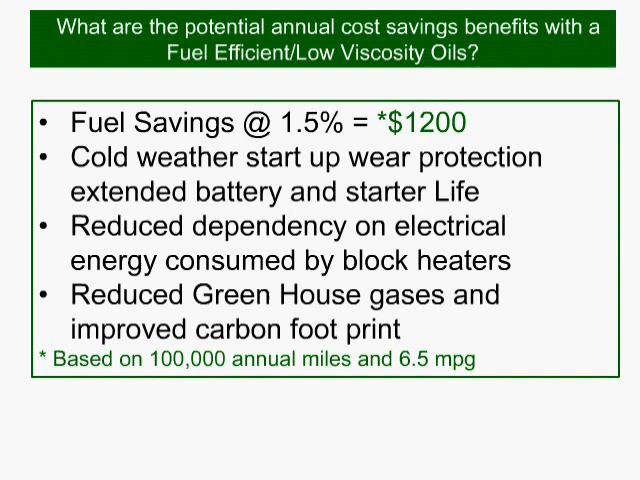 What are the potential annual cost savings benefits with a
Fuel Efficient/Low Viscosity Oils?
• Fuel Savings @ 1.5% = *$1200
• Cold weather start up wear protection
extended battery and starter Life
• Reduced dependency on electrical
energy consumed by block heaters
• Reduced Green House gases and
improved carbon foot print
* Based on 100,000 annual miles and 6.5 mpg